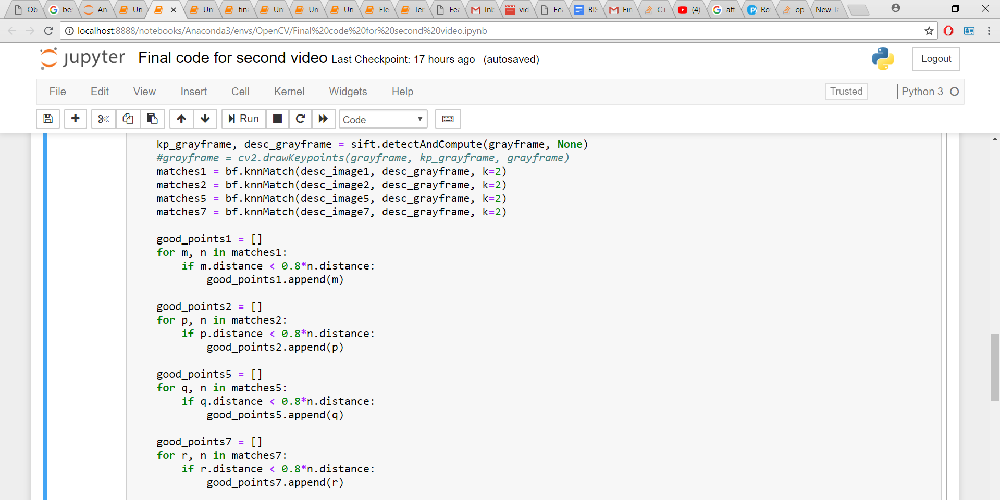 Ob be An Un Un fin Un Un Un Ele Ter Fea Inb vid Fea BIS Fin C+ (4) aff Ro op New Ta
localhost:8888/notebooks/Anaconda3/envs/OpenCV/Final%20code%20for%20second%20video.ipynb
jupyter Final code for second video Last Checkpoint: 17 hours ago (autosaved) Logout
File Edit View Insert Cell Kernel Widgets Help Trusted Python 3
Run Code
kp_grayframe, desc_grayframe = sift.detectAndCompute(grayframe, None)
#grayframe = cv2.drawKeypoints(grayframe, kp_grayframe, grayframe)
matches1 = bf.knnMatch(desc_image1, desc_grayframe, k=2)
matches2 = bf.knnMatch(desc_image2, desc_grayframe, k=2)
matches5 = bf.knnMatch(desc_image5, desc_grayframe, k=2)
matches7 = bf.knnMatch(desc_image7, desc_grayframe, k=2)
good_points1 = []
for m, n in matches1:
if m.distance < 0.8*n.distance:
good_points1.append(m)
good_points2 = []
for p, n in matches2:
if p.distance < 0.8*n.distance:
good_points2.append(p)
good_points5 = []
for q, n in matches5:
if q.distance < 0.8*n.distance:
good_points5.append(q)
good_points7 = []
for r, n in matches7:
if r.distance < 0.8*n.distance:
good_points7.append(r)